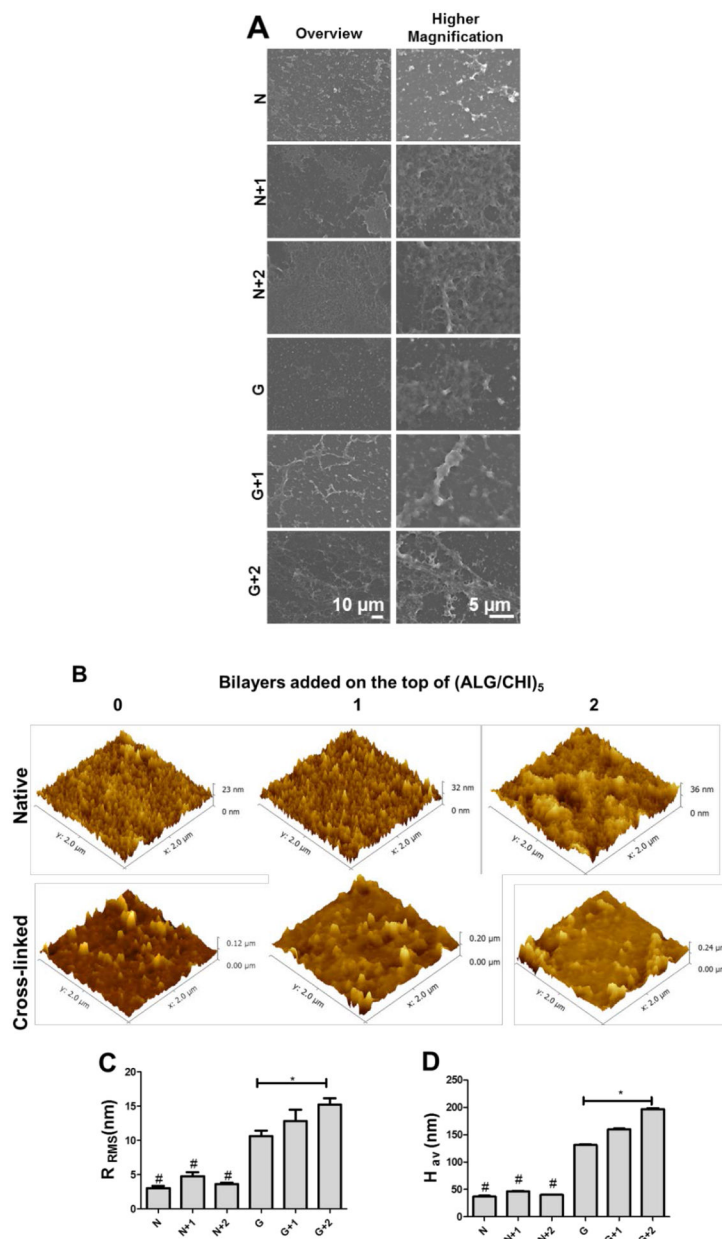 A
Overview
Higher
Magnification
N
N+1
N+2
G
G+1
G+2
10 µm
5 µm
B
Bilayers added on the top of (ALG/CHI)5
0
1
2
Native
23 nm
0 nm
y: 2.0 µm
x: 2.0 µm
32 nm
0 nm
y: 2.0 µm
x: 2.0 µm
36 nm
0 nm
y: 2.0 µm
x: 2.0 µm
Cross-linked
0.12 µm
0.00 µm
y: 2.0 µm
x: 2.0 µm
0.20 µm
0.00 µm
y: 2.0 µm
x: 2.0 µm
0.24 µm
0.00 µm
y: 2.0 µm
x: 2.0 µm
C
R RMS(nm)
20
15
10
5
0
# # #
*
N N+1 N+2 G G+1 G+2
D
H av (nm)
250
200
150
100
50
0
# # #
*
N N+1 N+2 G G+1 G+2